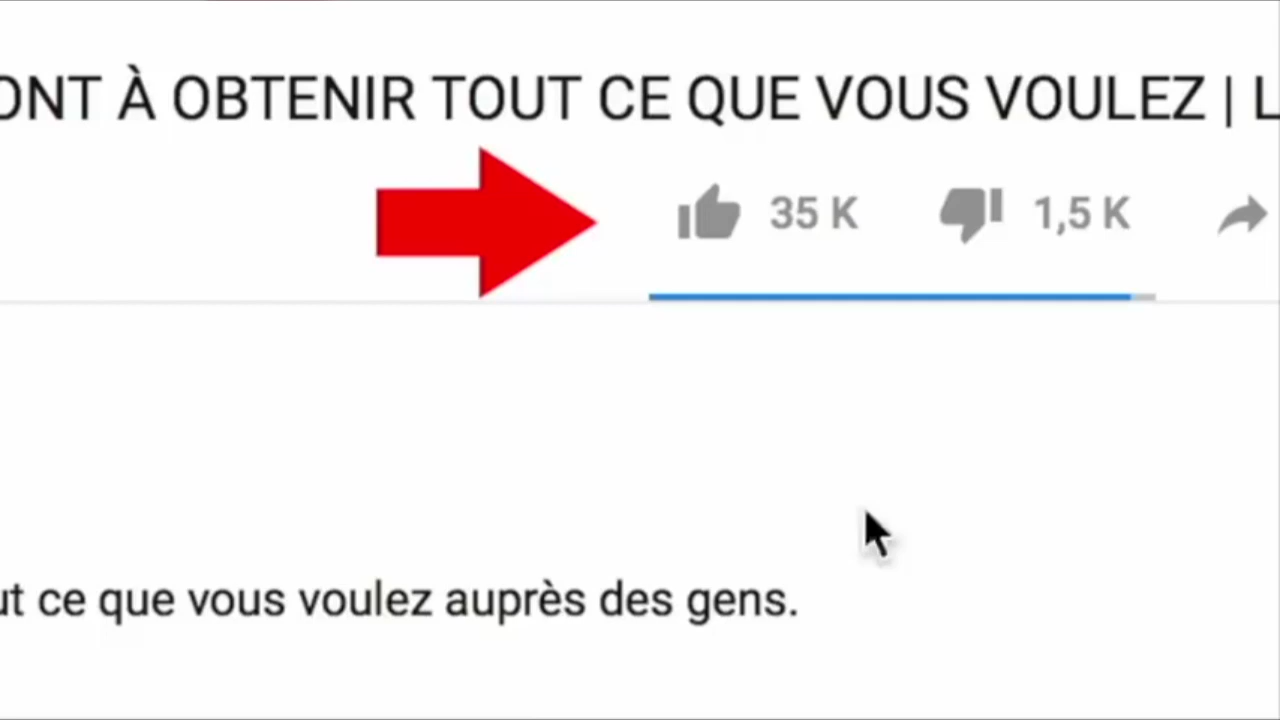 ONT À OBTENIR TOUT CE QUE VOUS VOULEZ | L
35 K 1,5 K
ut ce que vous voulez auprès des gens.